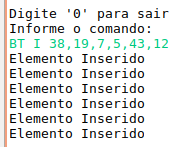 Digite '0' para sair
Informe o comando:
BT I 38,19,7,5,43,12
Elemento Inserido
Elemento Inserido
Elemento Inserido
Elemento Inserido
Elemento Inserido
Elemento Inserido